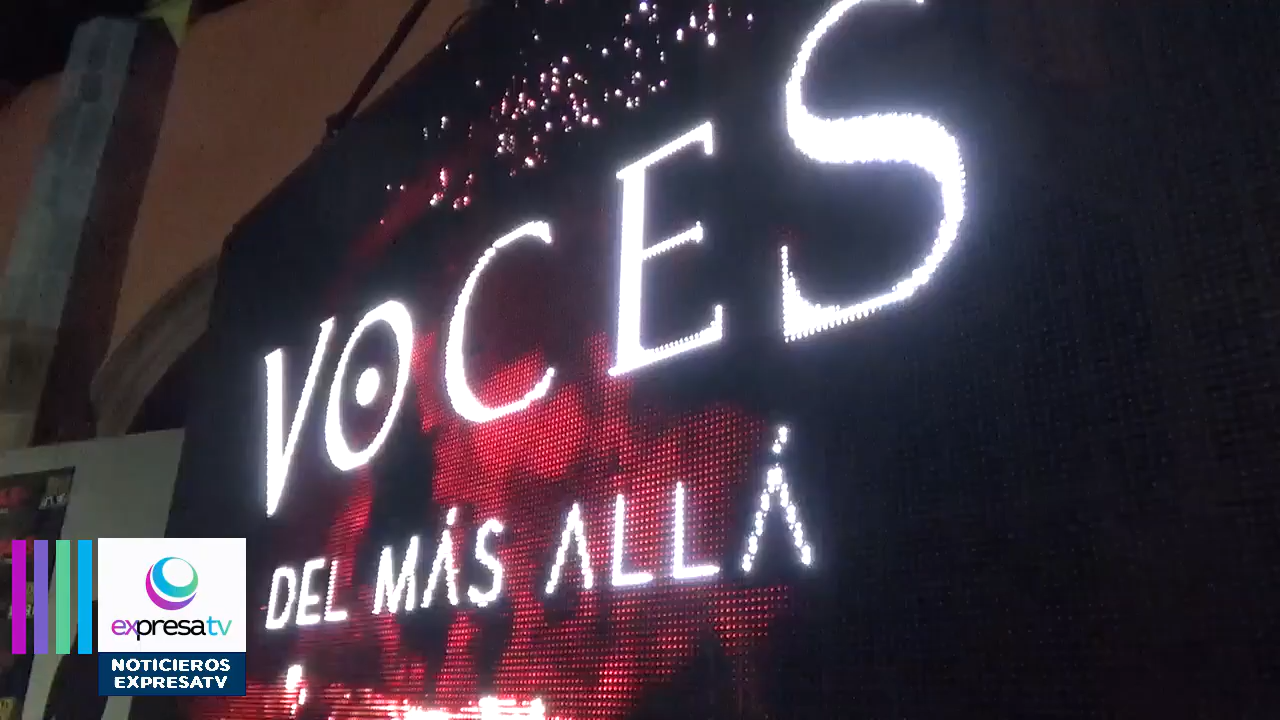 VOCES
DEL MÁS ALLÁ
expresatv
NOTICIEROS
EXPRESATV